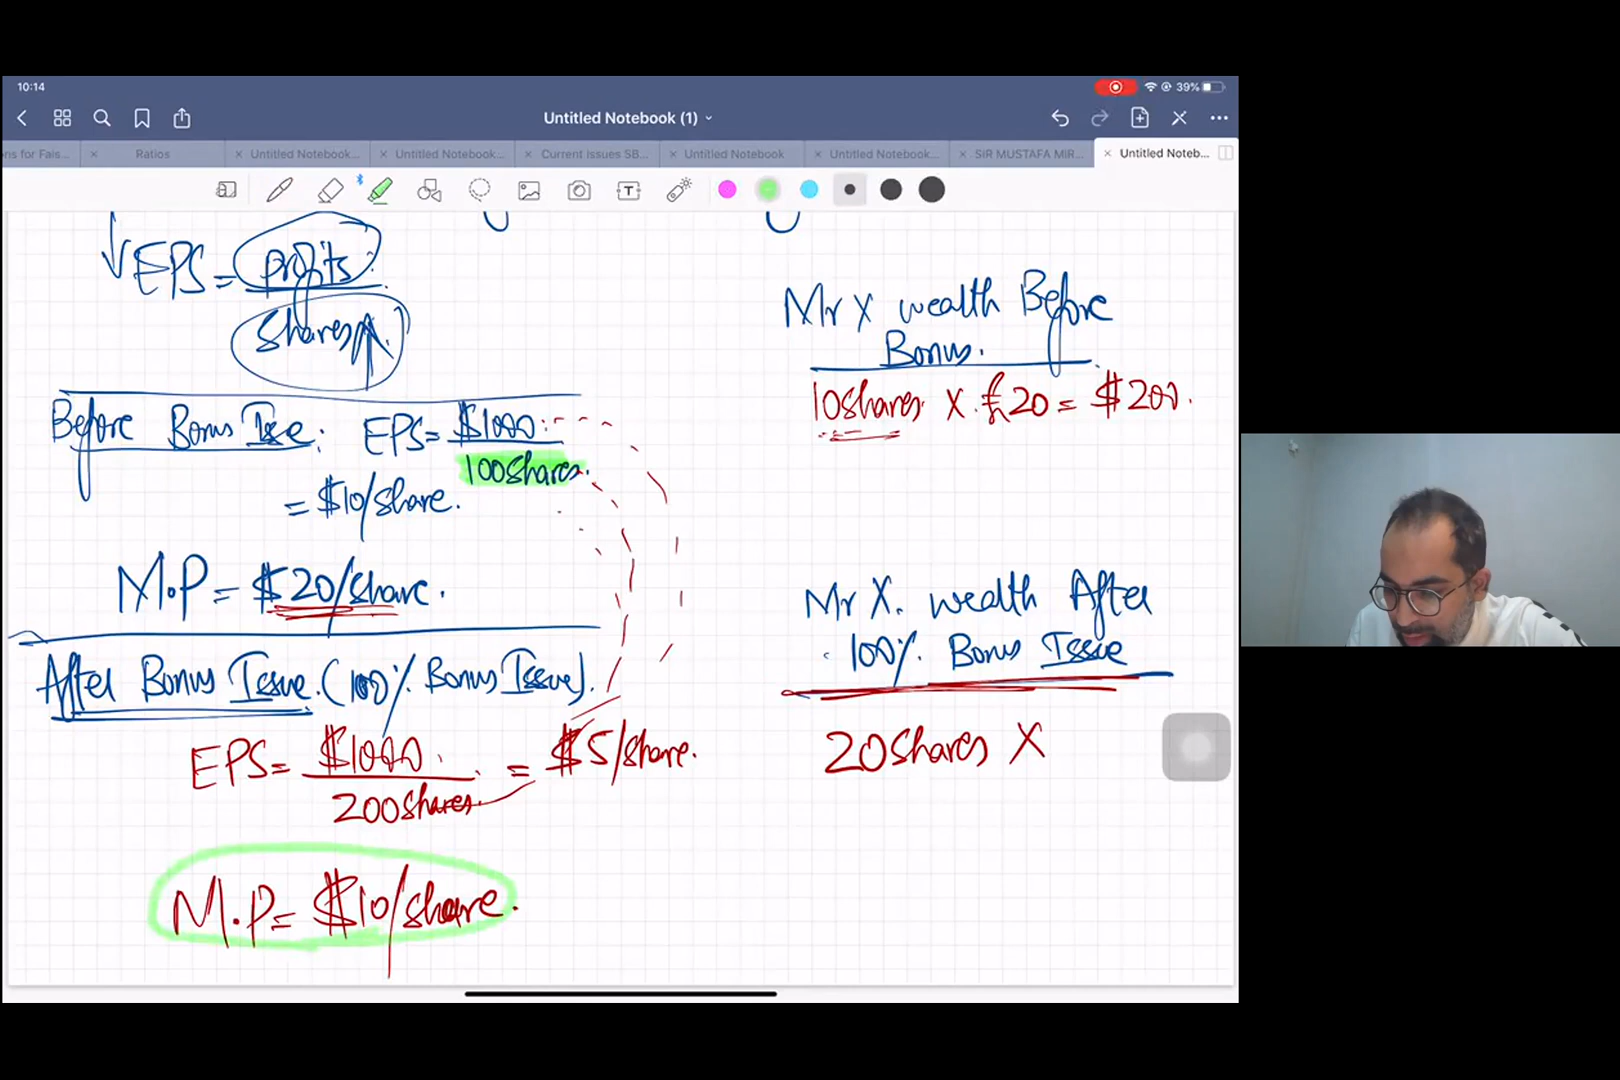 10:14
39%
Untitled Notebook (1)
ns for Fais...
Ratios
Untitled Notebook...
Untitled Notebook...
Current issues SB...
Untitled Notebook
Untitled Notebook...
SIR MUSTAFA MIR...
Untitled Noteb...
EPS = profits
shares
Mr X wealth Before
Bonus.
10shares x £20 = $200.
Before Bonus Issue: EPS = $1000
100shares
= $10/share.
M.P = $20/share.
Mr X. wealth After
100% Bonus Issue
After Bonus Issue. (100% Bonus Issue).
20shares X
EPS = $1000 = $5/share.
200shares.
M.P = $10/share.